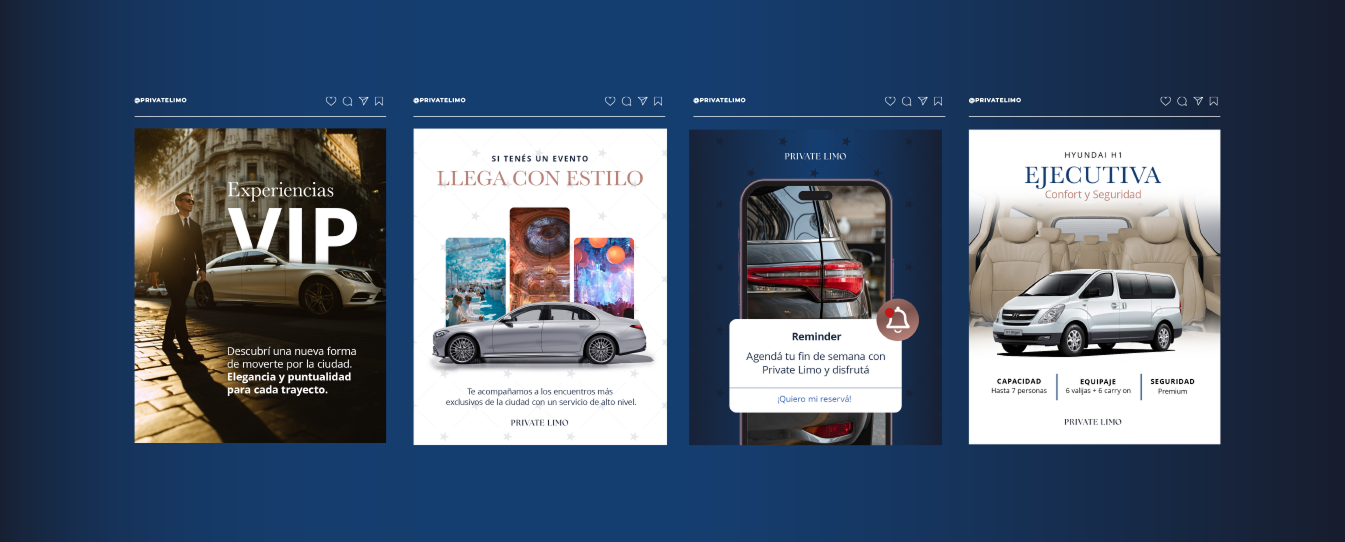 @PRIVATELIMO
Experiencias
VIP
Descubrí una nueva forma
de moverte por la ciudad.
Elegancia y puntualidad
para cada trayecto.
@PRIVATELIMO
SI TENÉS UN EVENTO
LLEGA CON ESTILO
Te acompañamos a los encuentros más
exclusivos de la ciudad con un servicio de alto nivel.
PRIVATE LIMO
@PRIVATELIMO
PRIVATE LIMO
Reminder
Agendá tu fin de semana con
Private Limo y disfrutá
¡Quiero mi reservá!
@PRIVATELIMO
HYUNDAI H1
EJECUTIVA
Confort y Seguridad
CAPACIDAD
Hasta 7 personas
EQUIPAJE
6 valijas + 6 carry on
SEGURIDAD
Premium
PRIVATE LIMO